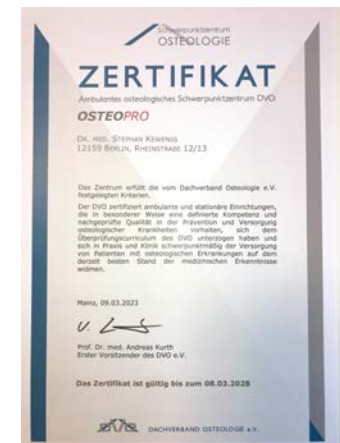 Schwerpunktzentrum
OSTEOLOGIE
ZERTIFIKAT
Ambulantes osteologisches Schwerpunktzentrum DVO
OSTEOPRO
DR. MED. STEPHAN KEWENIG
12159 BERLIN, RHEINSTRAßE 12/13
Das Zentrum erfüllt die vom Dachverband Osteologie e.V.
festgelegten Kriterien.
Der DVO zertifiziert ambulante und stationäre Einrichtungen,
die in besonderer Weise eine definierte Kompetenz und
nachgeprüfte Qualität in der Prävention und Versorgung
osteologischer Krankheiten vorhalten, sich dem
Überprüfungscurriculum des DVO unterzogen haben und
sich in Praxis und Klinik schwerpunktmäßig der Versorgung
von Patienten mit osteologischen Erkrankungen auf dem
derzeit besten Stand der medizinischen Erkenntnisse
widmen.
Mainz, 09.03.2023
Prof. Dr. med. Andreas Kurth
Erster Vorsitzender des DVO e.V.
Das Zertifikat ist gültig bis zum 08.03.2028
DACHVERBAND OSTEOLOGIE e.V.